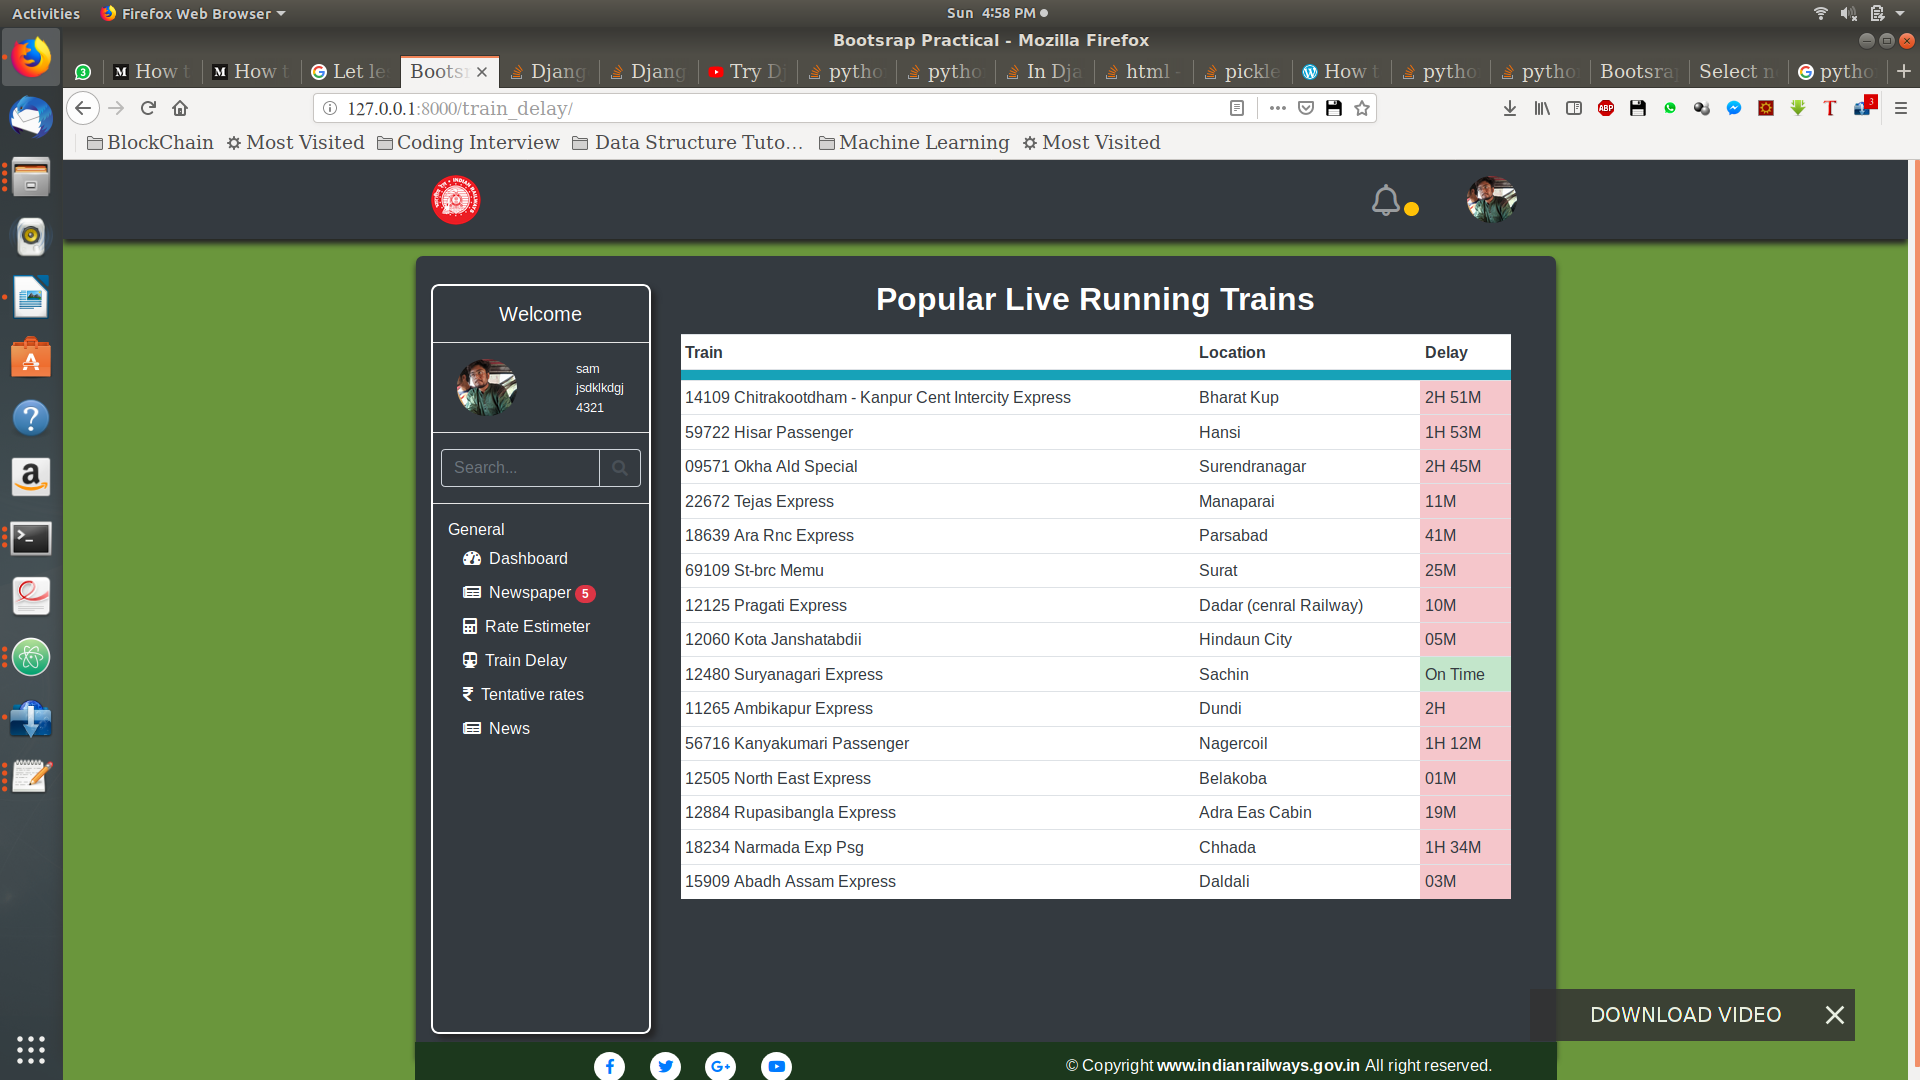 Activities Firefox Web Browser Sun 4:58 PM
Bootsrap Practical - Mozilla Firefox
3 How t How t Let le Boots Djang Djang Try Dj pytho pytho In Dja html - pickle How t pytho pytho Bootsra Select n pytho
127.0.0.1:8000/train_delay/ ABP T 3
BlockChain Most Visited Coding Interview Data Structure Tuto... Machine Learning Most Visited
Welcome
sam
jsdklkdgj
4321
Search...
General
Dashboard
Newspaper 5
Rate Estimeter
Train Delay
Tentative rates
News
Popular Live Running Trains
Train Location Delay
14109 Chitrakootdham - Kanpur Cent Intercity Express Bharat Kup 2H 51M
59722 Hisar Passenger Hansi 1H 53M
09571 Okha Ald Special Surendranagar 2H 45M
22672 Tejas Express Manaparai 11M
18639 Ara Rnc Express Parsabad 41M
69109 St-brc Memu Surat 25M
12125 Pragati Express Dadar (cenral Railway) 10M
12060 Kota Janshatabdii Hindaun City 05M
12480 Suryanagari Express Sachin On Time
11265 Ambikapur Express Dundi 2H
56716 Kanyakumari Passenger Nagercoil 1H 12M
12505 North East Express Belakoba 01M
12884 Rupasibangla Express Adra Eas Cabin 19M
18234 Narmada Exp Psg Chhada 1H 34M
15909 Abadh Assam Express Daldali 03M
DOWNLOAD VIDEO
© Copyright www.indianrailways.gov.in All right reserved.